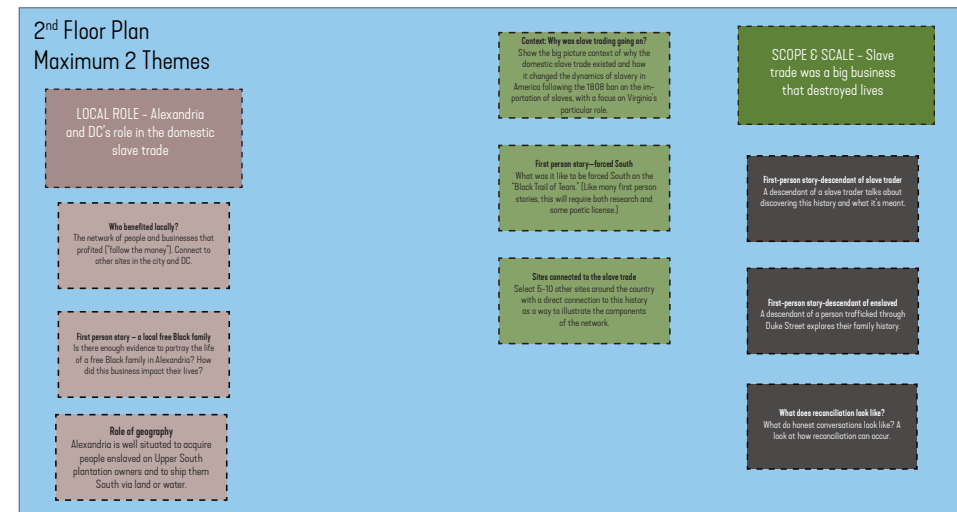 2nd Floor Plan
Maximum 2 Themes
LOCAL ROLE - Alexandria
and DC's role in the domestic
slave trade
Who benefited locally?
The network of people and businesses that
profited ("follow the money"). Connect to
other sites in the city and DC.
First person story – a local free Black family
Is there enough evidence to portray the life
of a free Black family in Alexandria? How
did this business impact their lives?
Role of geography
Alexandria is well situated to acquire
people enslaved on Upper South
plantation owners and to ship them
South via land or water.
Context: Why was slave trading going on?
Show the big picture context of why the
domestic slave trade existed and how
it changed the dynamics of slavery in
America following the 1808 ban on the im-
portation of slaves, with a focus on Virginia's
particular role.
First person story—forced South
What was it like to be forced South on the
"Black Trail of Tears." (Like many first person
stories, this will require both research and
some poetic license.)
Sites connected to the slave trade
Select 5-10 other sites around the country
with a direct connection to this history
as a way to illustrate the components
of the network.
SCOPE & SCALE - Slave
trade was a big business
that destroyed lives
First-person story-descendant of slave trader
A descendant of a slave trader talks about
discovering this history and what it's meant.
First-person story-descendant of enslaved
A descendant of a person trafficked through
Duke Street explores their family history.
What does reconciliation look like?
What do honest conversations look like? A
look at how reconciliation can occur.